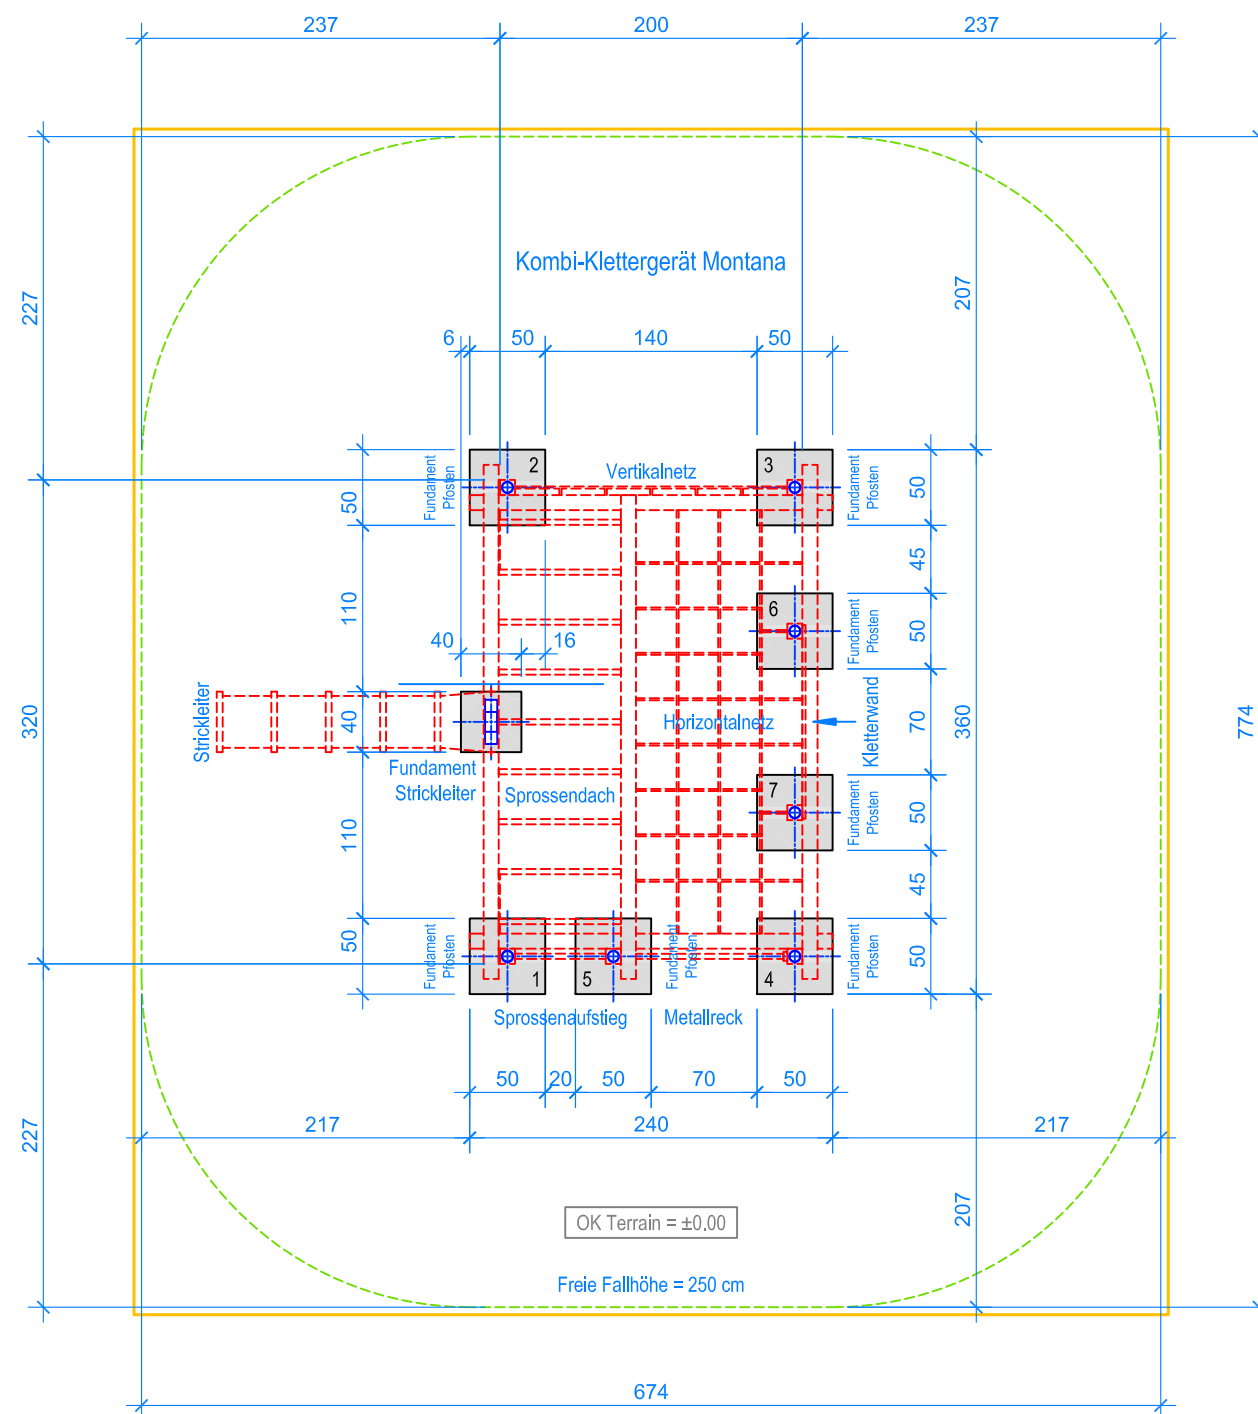 237
200
237
Kombi-Klettergerät Montana
227
207
6
50
140
50
2
3
Vertikalnetz
Fundament
Pfosten
Fundament
Pfosten
50
50
45
110
6
Fundament
Pfosten
50
40
16
Strickleiter
320
40
Horizontalnetz
Kletterwand
70
360
774
Fundament
Strickleiter
Sprossendach
7
Fundament
Pfosten
50
110
45
50
Fundament
Pfosten
1
5
Fundament
Pfosten
4
Fundament
Pfosten
50
Sprossenaufstieg
Metallreck
50
20
50
70
50
227
217
240
217
207
OK Terrain = ±0.00
Freie Fallhöhe = 250 cm
674